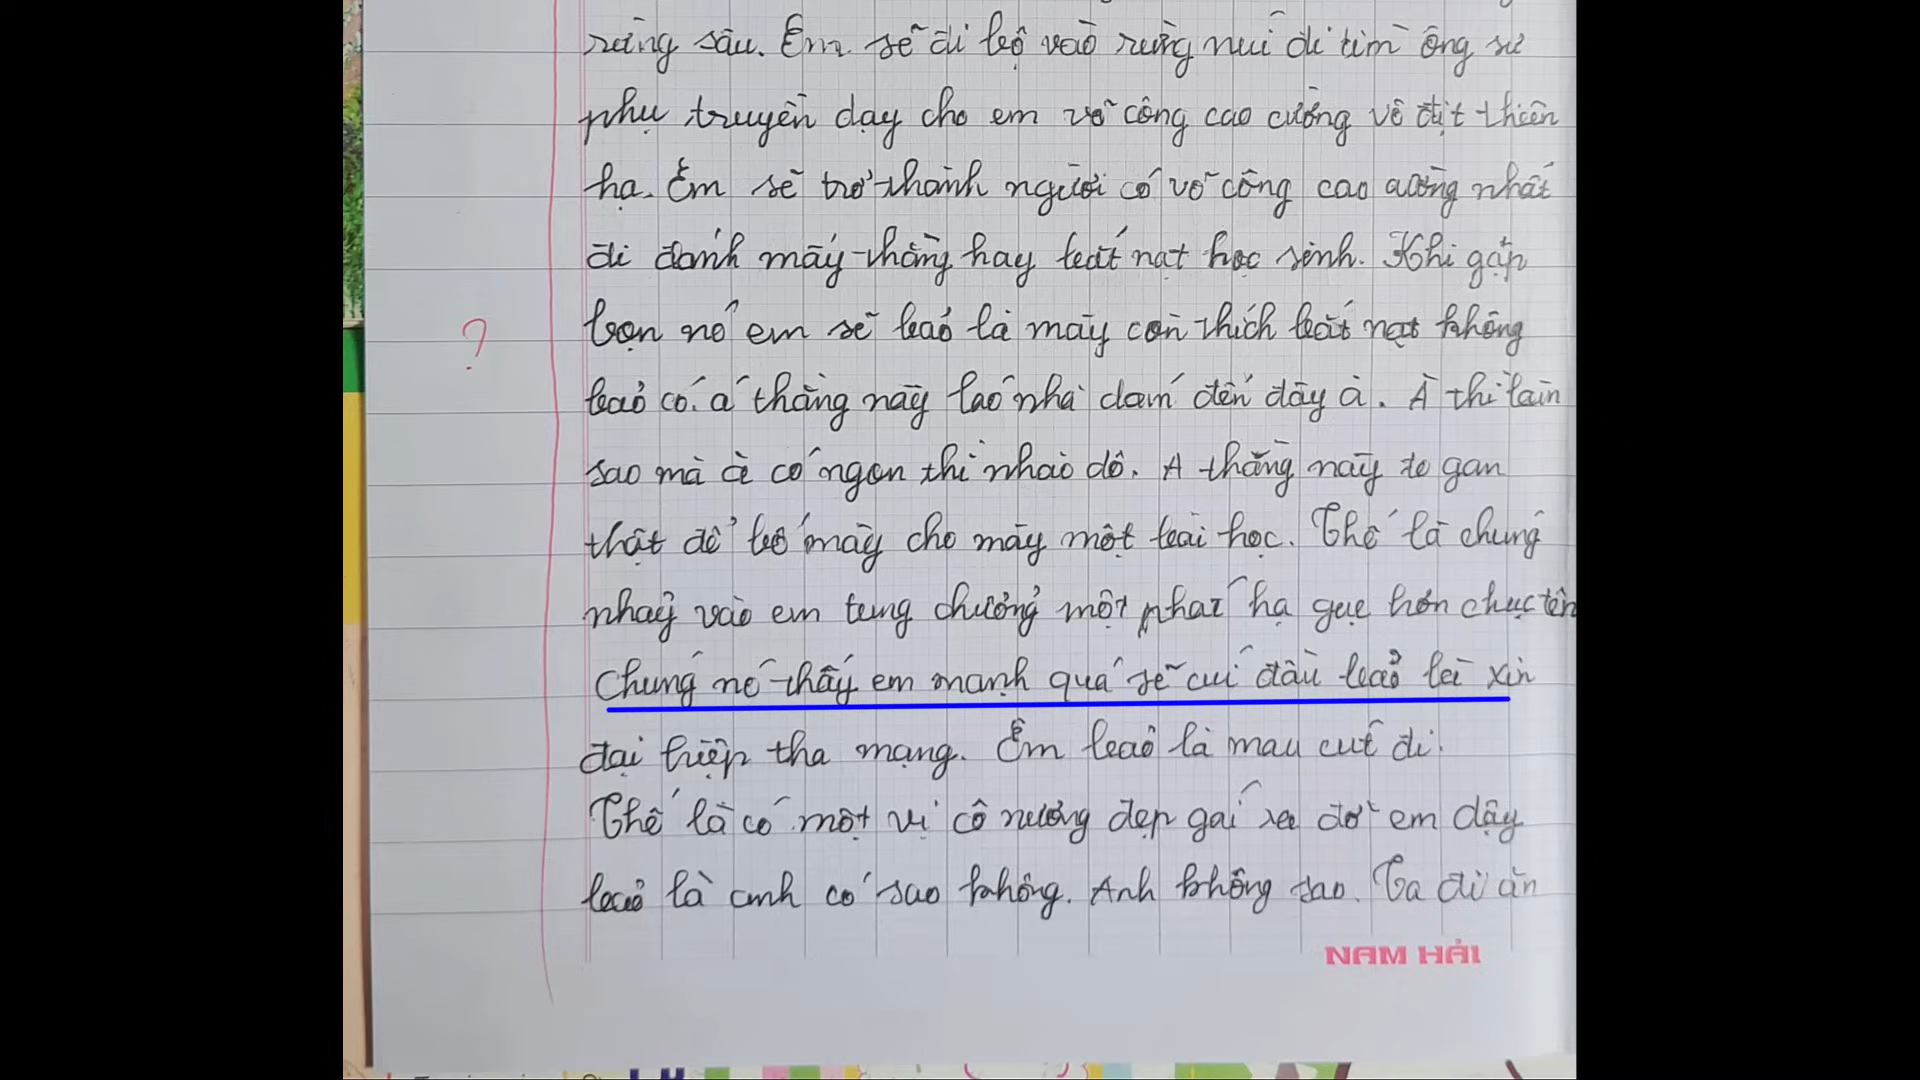 rừng sâu. Em sẽ đi bộ vào rừng núi đi tìm ông sư
phụ truyền dạy cho em võ công cao cường vô địt thiên
hạ. Em sẽ trở thành người có võ công cao cường nhất
đi đánh mấy thằng hay bắt nạt học sinh. Khi gặp
bọn nó em sẽ bảo là mày còn thích bắt nạt không
bảo có. á thằng này láo nhỉ dám đến đây à. À thì làm
sao mà có ngon thì nhào dô. A thằng này to gan
thật để bố mày cho mày một bài học. Thế là chúng
nhảy vào em tung chưởng một phát hạ gục hơn chục tên
Chúng nó thấy em mạnh quá sẽ cúi đầu bảo lời xin
đại hiệp tha mạng. Em bảo là mau cút đi.
Thế là có một vị cô nương đẹp gái ra đỡ em dậy
bảo là anh có sao không. Anh không sao. Ta đi ăn
?
NAM HẢI